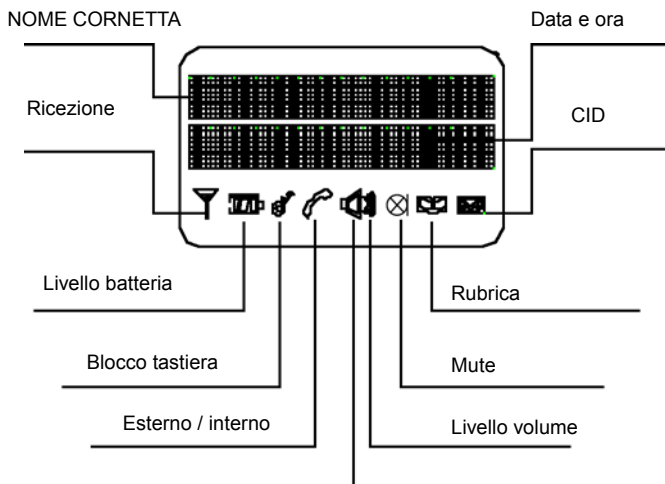 NOME CORNETTA
Data e ora
Ricezione
CID
Livello batteria
Rubrica
Blocco tastiera
Mute
Esterno / interno
Livello volume